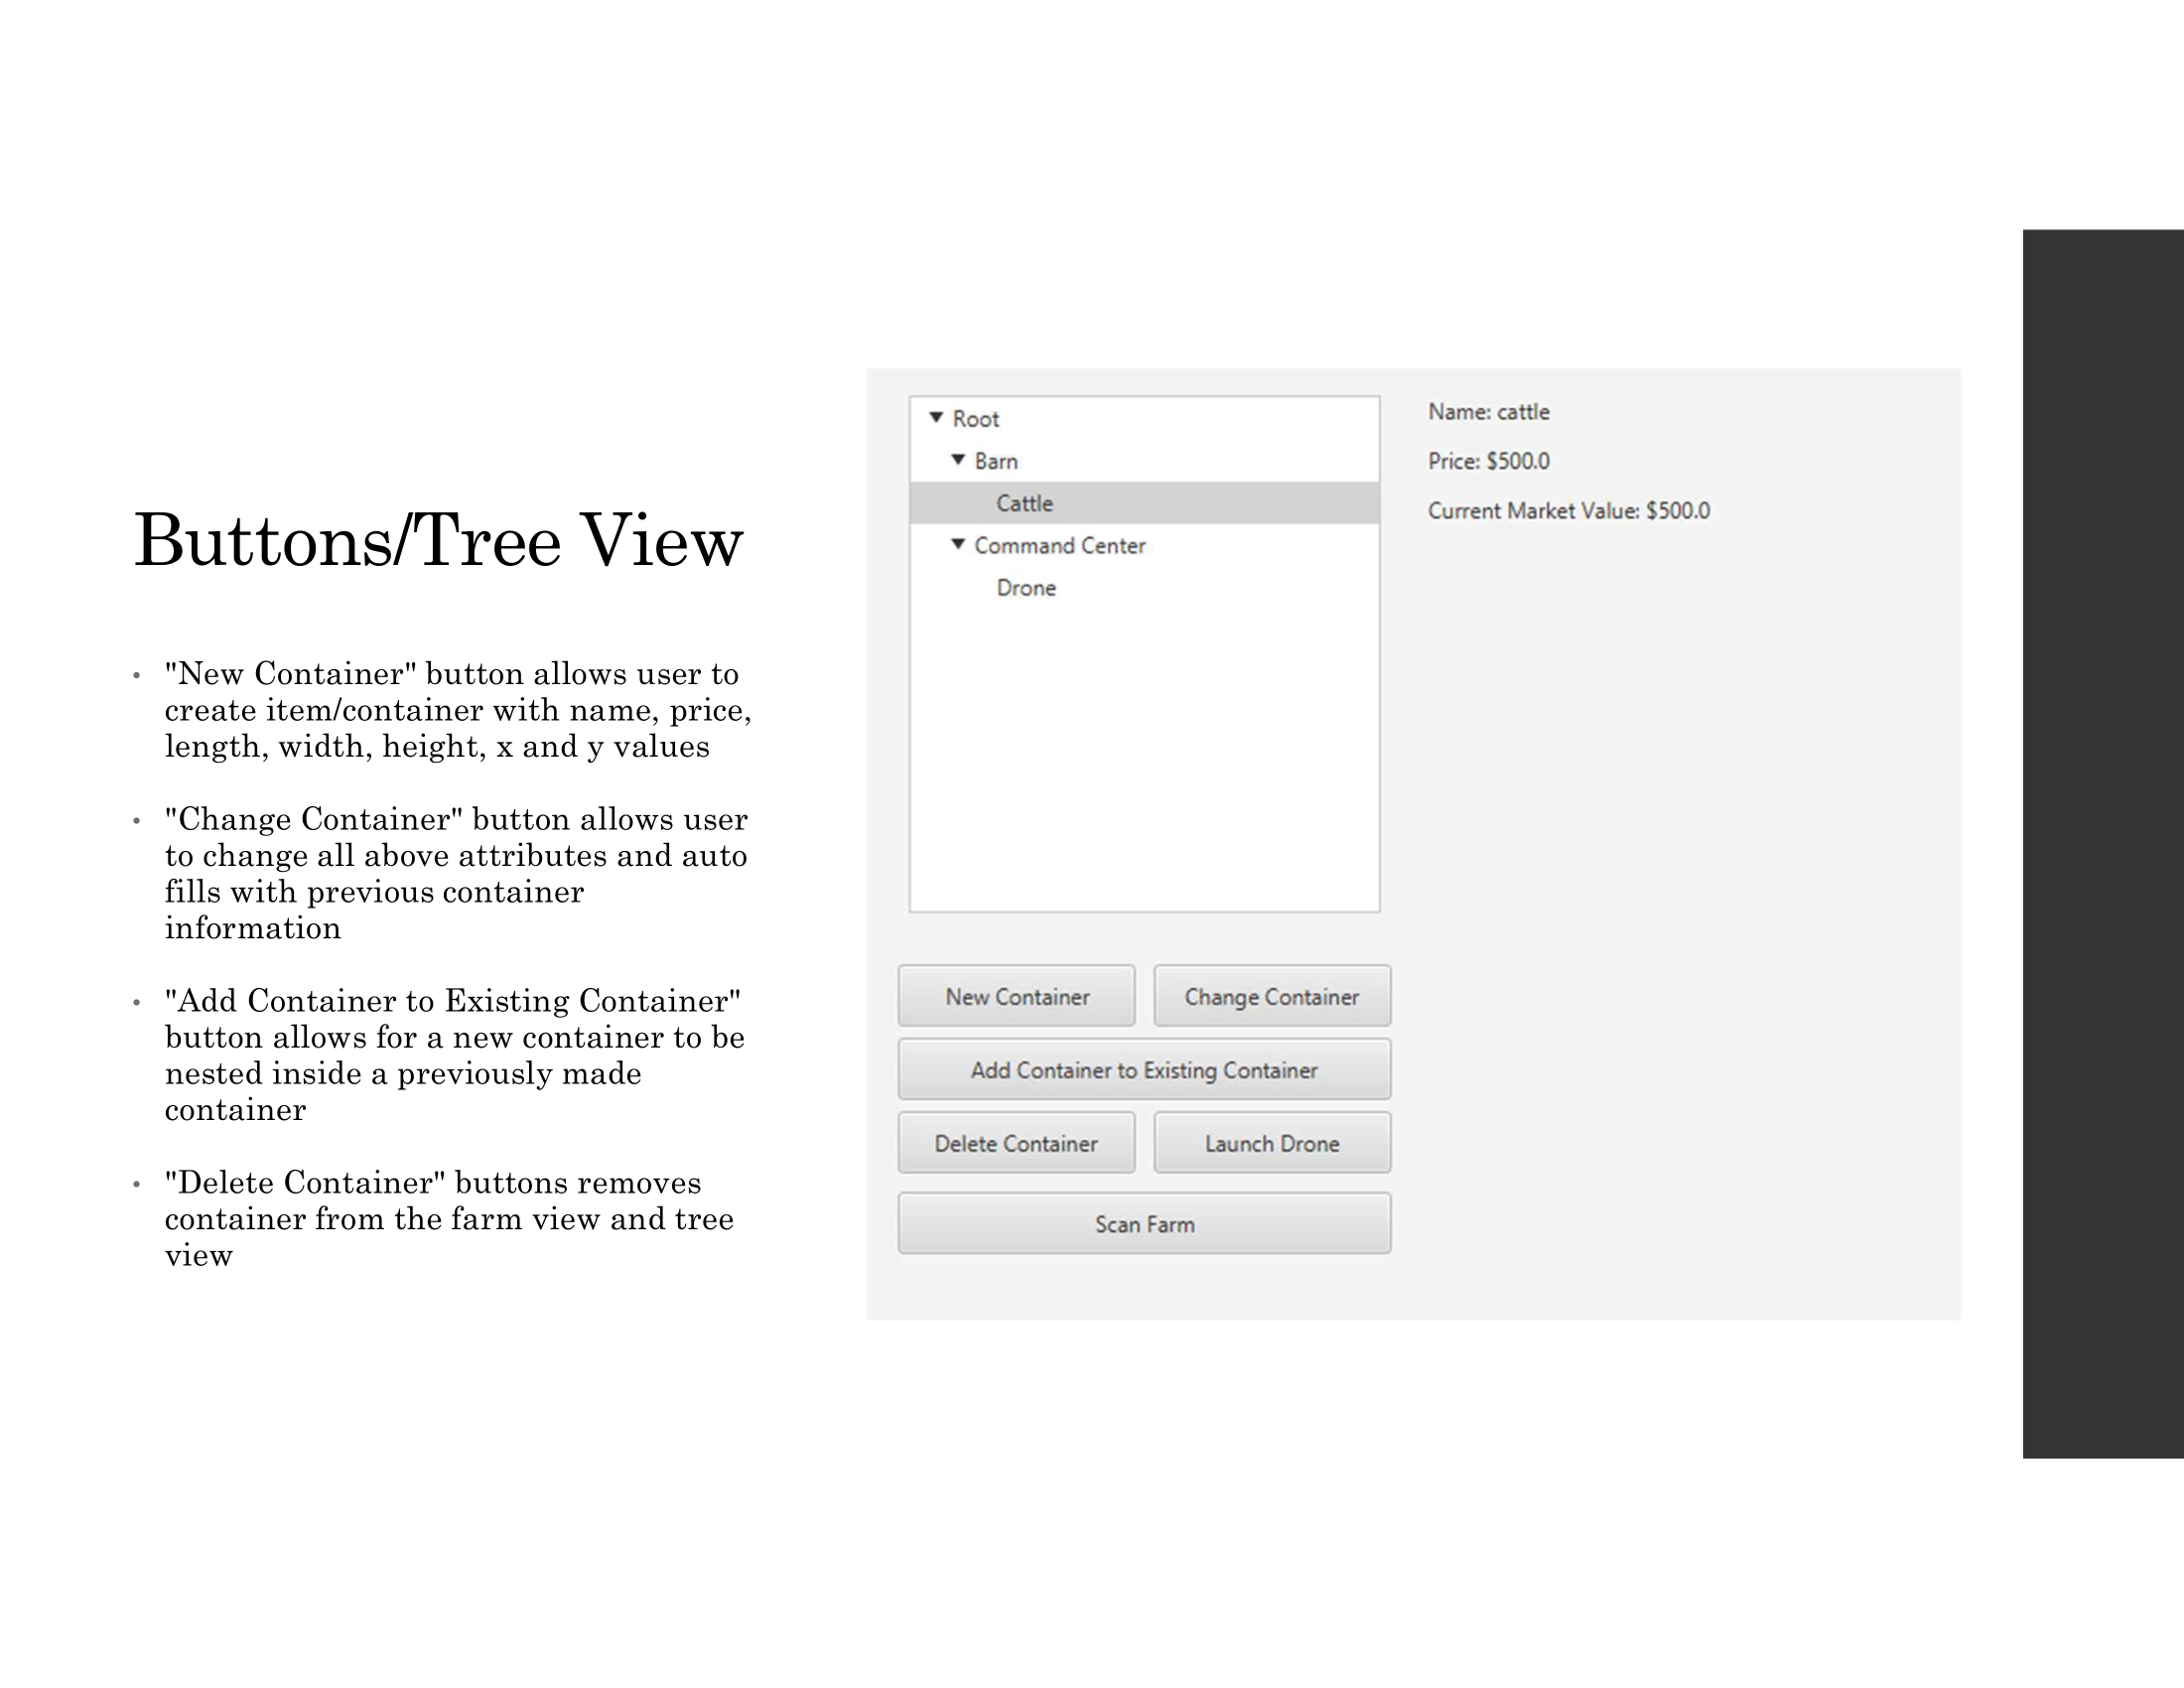 Buttons/Tree View
• "New Container" button allows user to
create item/container with name, price,
length, width, height, x and y values
• "Change Container" button allows user
to change all above attributes and auto
fills with previous container
information
• "Add Container to Existing Container"
button allows for a new container to be
nested inside a previously made
container
• "Delete Container" buttons removes
container from the farm view and tree
view
Root
Barn
Cattle
Command Center
Drone
Name: cattle
Price: $500.0
Current Market Value: $500.0
New Container
Change Container
Add Container to Existing Container
Delete Container
Launch Drone
Scan Farm